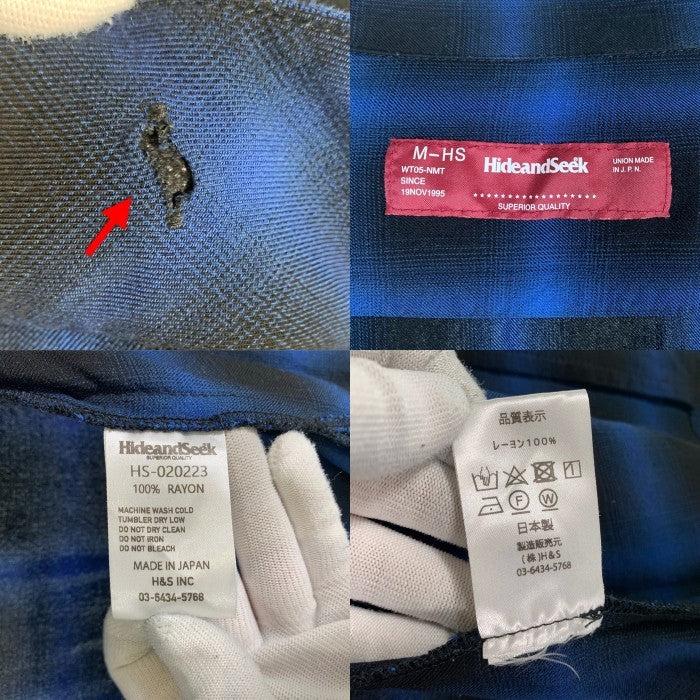 M-HS
WT05-NMT
SINCE
19NOV1995
HideandSeek
★★★★★★★★★★★★★★★★★
SUPERIOR QUALITY
UNION MADE
IN J. P. N.
HideandSeek
SUPERIOR QUALITY
HS-020223
100% RAYON
MACHINE WASH COLD
TUMBLER DRY LOW
DO NOT DRY CLEAN
DO NOT IRON
DO NOT BLEACH
MADE IN JAPAN
H&S INC
03-6434-5768
品質表示
レーヨン100%
F W
日本製
製造販売元
(株)H&S
03-6434-5768